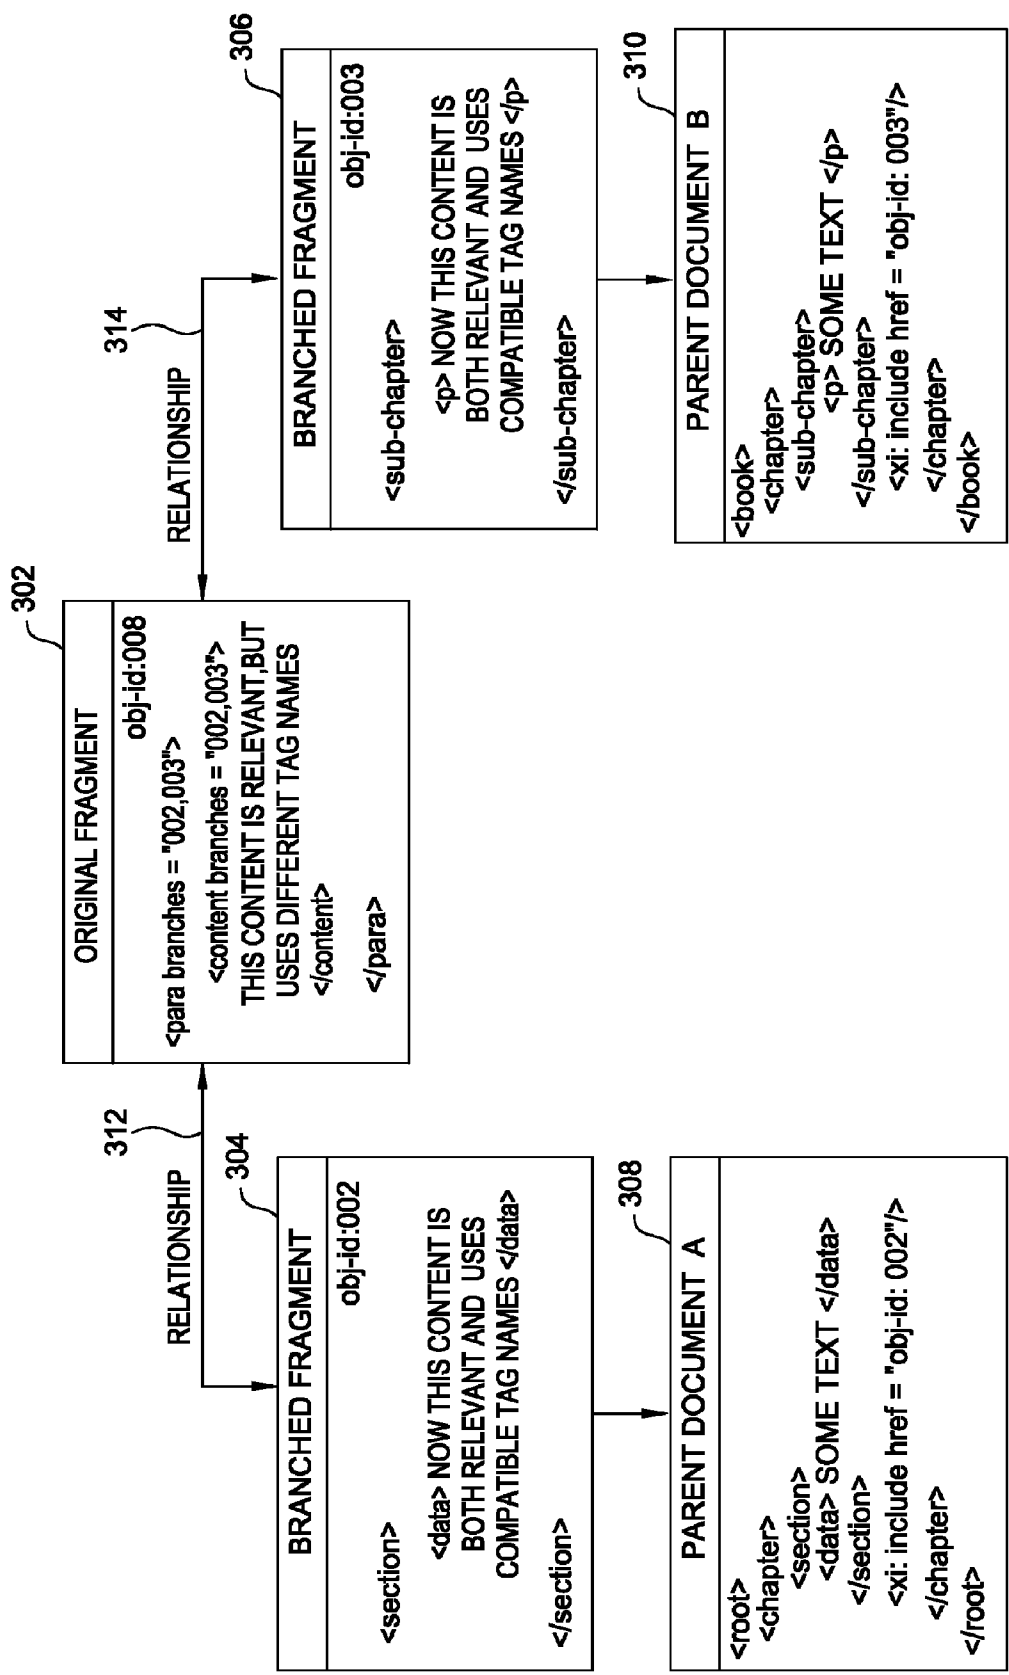 302
ORIGINAL FRAGMENT
obj-id:008
<para branches = "002,003">
<content branches = "002,003">
THIS CONTENT IS RELEVANT,BUT
USES DIFFERENT TAG NAMES
</content>
</para>
312
RELATIONSHIP
314
RELATIONSHIP
304
BRANCHED FRAGMENT
obj-id:002
<section>
<data> NOW THIS CONTENT IS
BOTH RELEVANT AND USES
COMPATIBLE TAG NAMES </data>
</section>
306
BRANCHED FRAGMENT
obj-id:003
<sub-chapter>
<p> NOW THIS CONTENT IS
BOTH RELEVANT AND USES
COMPATIBLE TAG NAMES </p>
</sub-chapter>
308
PARENT DOCUMENT A
<root>
<chapter>
<section>
<data> SOME TEXT </data>
</section>
<xi: include href = "obj-id: 002"/>
</chapter>
</root>
310
PARENT DOCUMENT B
<book>
<chapter>
<sub-chapter>
<p> SOME TEXT </p>
</sub-chapter>
<xi: include href = "obj-id: 003"/>
</chapter>
</book>